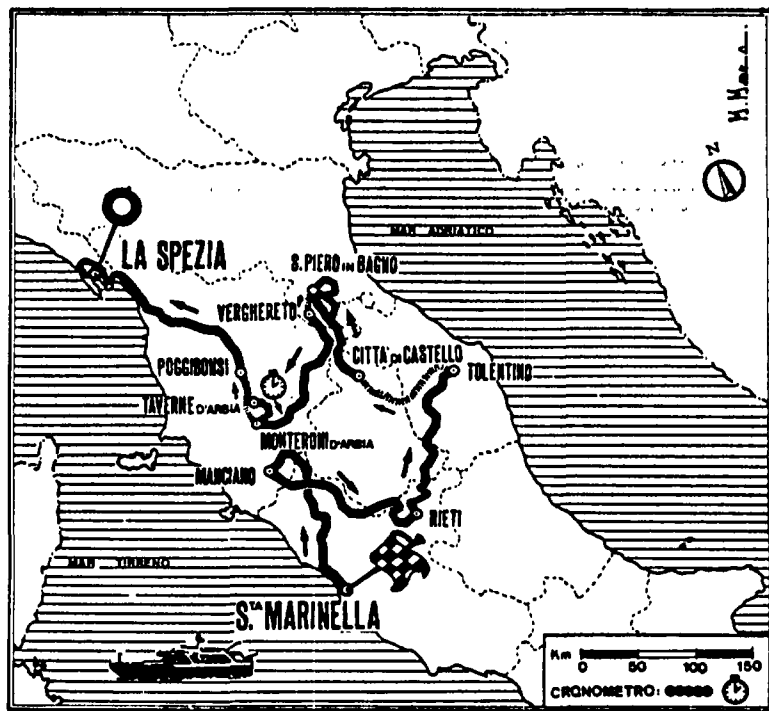 N
MAR ADRIATICO
LA SPEZIA
S. PIERO IN BAGNO
VERGHERETO
POGGIBONSI
CITTÀ DI CASTELLO
TOLENTINO
TAVERNE D'ARBIA
MONTERONI D'ARBIA
MANCIANO
RIETI
MAR TIRRENO
S.TA MARINELLA
Km 0 50 100 150
CRONOMETRO: